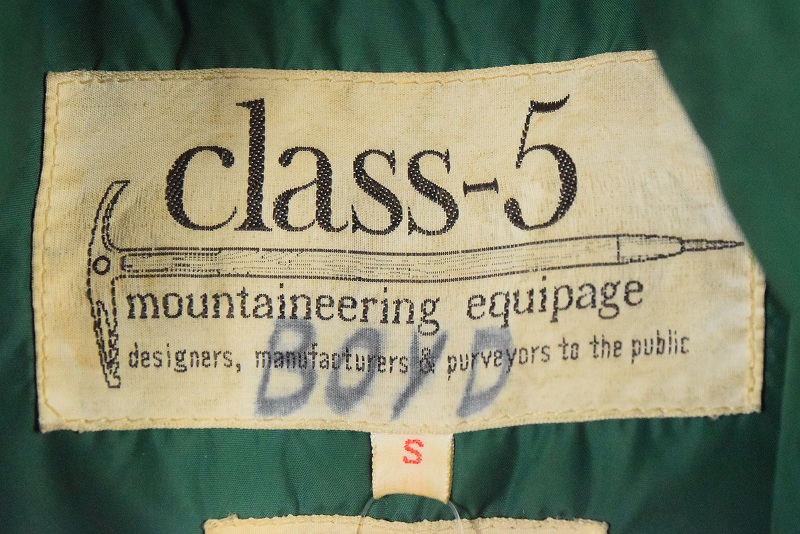 class-5
mountaineering equipage
designers, manufacturers & purveyors to the public
BOYD
S